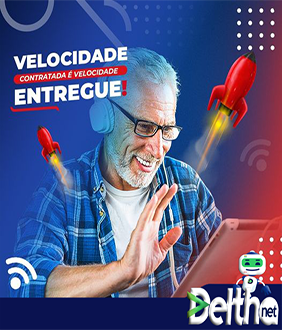 VELOCIDADE
CONTRATADA É VELOCIDADE
ENTREGUE!
Deltha
net